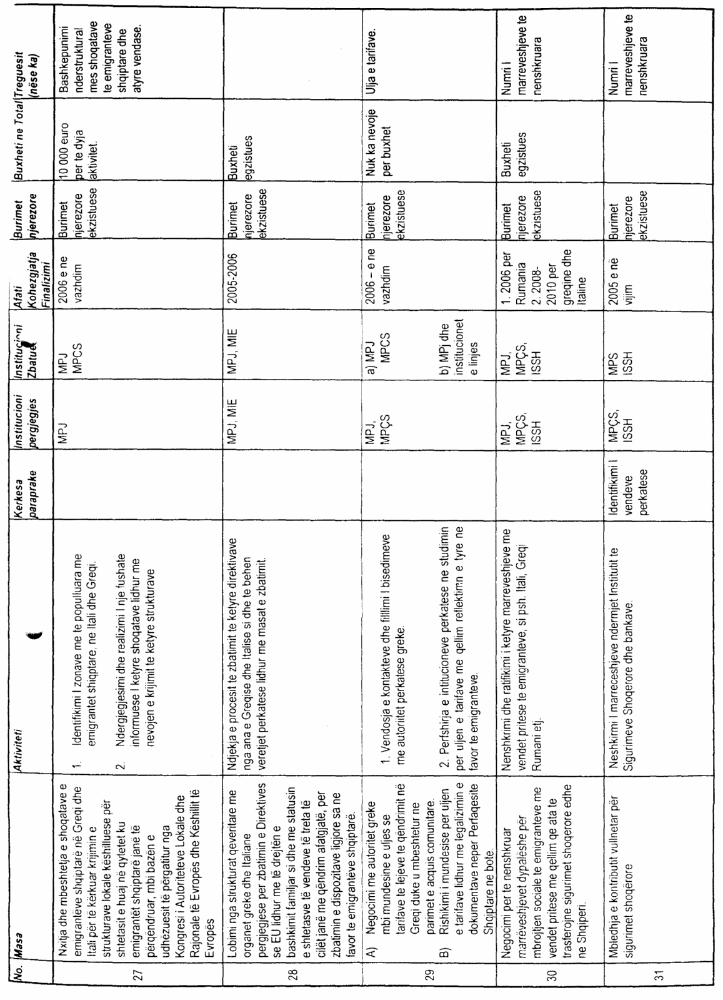 No.
Masa
Aktiviteti
Kerkesa
paraprake
Institucioni
pergjegjes
Institucioni
Afati
Kohezgjatja
Finalizimi
Burimet
njerezore
Buxheti ne Total
Treguesit
(nëse ka)
27
Nxitja dhe mbeshtetja e shoqatave e
emigrantëve shqiptarë në Greqi dhe
Itali për të kërkuar krijimin e
strukturave lokale këshilluese për
shtetasit e huaj në qytetet ku
emigrantët shqiptarë janë të
përqëndruar, mbi bazën e
udhëzuesit të përgatitur nga
Kongresi i Autoriteteve Lokale dhe
Rajonale të Evropës dhe Këshillit të
Evropës
1. Identifikimi I zonave me te populluara me
emigrantet shiqptare, ne Itali dhe Greqi.
2. Ndergjegjesimi dhe realizimi I nje fushate
informuese I ketyre shoqatave lidhur me
nevojen e krijimit te ketyre strukturave
MPJ
MPJ
MPCS
2006 e ne
vazhdim
Burimet
njerezore
ekzistuese
10 000 euro
per te dyja
aktivitet.
Bashkepunimi
nderstruktural
mes shoqatave
te emigranteve
shqiptare dhe
atyre vendase.
28
Lobimi nga strukturat qeveritare me
organet greke dhe Italiane
pergjegjese per zbatimin e Direktives
se EU lidhur me të drejtën e
bashkimit familjar si dhe me statusin
e shtetasve të vendeve të treta të
cilët janë me qëndrim afatgjatë, per
zbatimin e dispozitave ligjore sa ne
favor te emigrantëve shqiptarë.
Ndjekja e procesit te zbatimit te ketyre direktivave
nga ana e Greqise dhe Italise si dhe te behen
veretjet perkatese lidhur me masat e zbatimit.
MPJ, MIE
MPJ, MIE
2005-2006
Burimet
njerezore
ekzistuese
Buxheti
egzistues
29
A) Negocimi me autoritet greke
mbi mundesine e uljes se
tarifave te lejeve te qëndrimit në
Greqi duke u mbeshtetur ne
parimet e acquis comunitare.
B) Rishikimi i mundesise per uljen
e tarifave lidhur me legalizimin e
dokumentave neper Perfaqesite
Shqiptare ne bote.
1. Vendosja e kontakteve dhe fillimi I bisedimeve
me autoriitet perkatese greke.
2. Perfshirja e intitucioneve perkatese ne studimin
per uljen e tarifave me qellim reflektimin e tyre ne
favor te emigranteve.
MPJ,
MPÇS
a) MPJ
MPCS
b) MPj dhe
institucionet
e linjes
2006 – e ne
vazhdim
Burimet
njerezore
ekzistuese
Nuk ka nevoje
per buxhet
Ulja e tarifave.
30
Negocimi per te nenshkruar
marrëveshjevet dypalëshe për
mbrojtjen sociale te emigranteve me
vendet pritese me qellim qe ata te
trasferojne sigurimet shoqerore edhe
ne Shqiperi.
Nenshkrimi dhe ratifikimi i ketyre marreveshjeve me
vendet pritese te emigranteve, si psh. Itali, Greqi
Rumani etj.
MPJ,
MPÇS,
ISSH
MPJ,
MPÇS,
ISSH
1. 2006 per
Rumania
2. 2008-
2010 per
greqine dhe
Italine
Burimet
njerezore
ekzistuese
Buxheti
egzistues
Numri I
marreveshjeve te
nenshkruara
31
Mbledhja e kontributit vullnetar për
sigurimet shoqërore
Neshkirmi I marreceshjeve ndermjet Institutit te
Sigurimeve Shoqerore dhe bankave.
Identifikimi I
vendeve
perkatese
MPÇS,
ISSH
MPS
ISSH
2005 e në
vijim
Burimet
njerezore
ekzistuese
Numri I
marreveshjeve te
nenshkruara